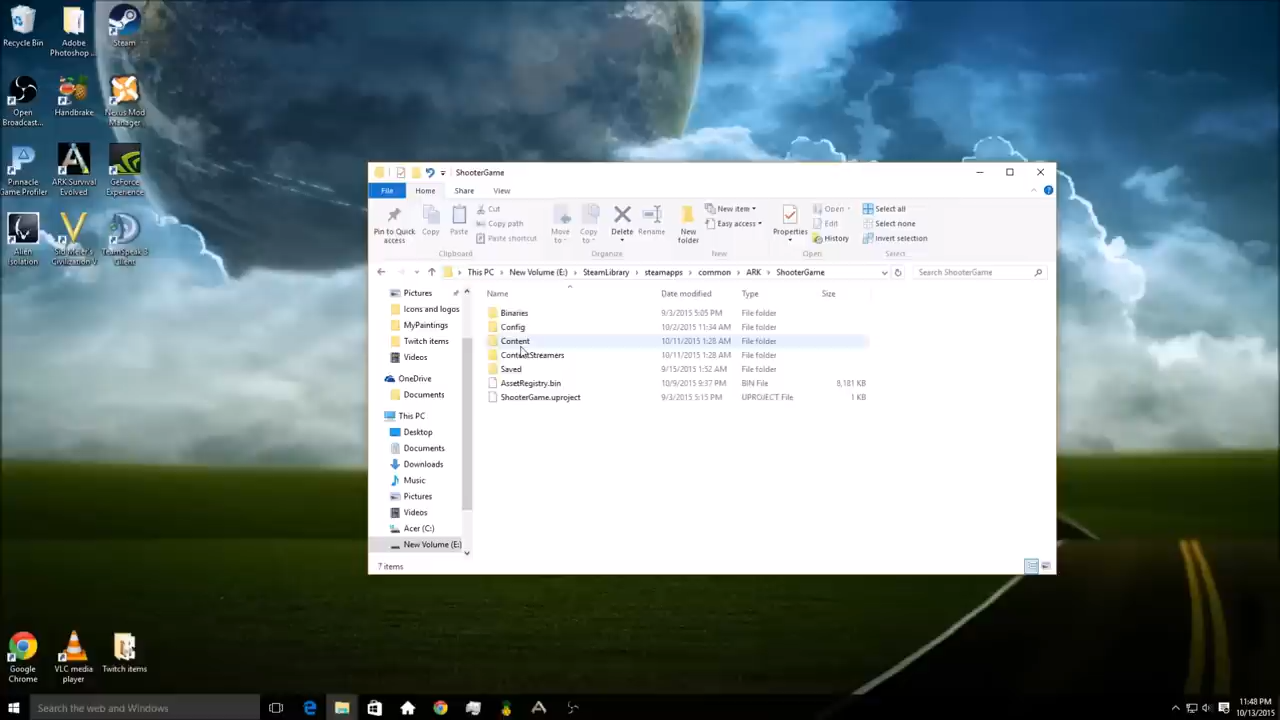 Recycle Bin
Adobe
Photoshop ...
Steam
Open
Broadcast...
Handbrake
Nexus Mod
Manager
Pinnacle
Game Profiler
ARK Survival
Evolved
GeForce
Experience
Alien
Isolation
Sid Meier's
Civilization V
TeamSpeak 3
Client
ShooterGame
File
Home
Share
View
Pin to Quick
access
Copy
Paste
Cut
Copy path
Paste shortcut
Clipboard
Move
to
Copy
to
Delete
Rename
Organize
New
folder
New item
Easy access
New
Properties
Open
Edit
History
Open
Select all
Select none
Invert selection
Select
This PC
New Volume (E:)
SteamLibrary
steamapps
common
ARK
ShooterGame
Search ShooterGame
Pictures
Icons and logos
MyPaintings
Twitch items
Videos
OneDrive
Documents
This PC
Desktop
Documents
Downloads
Music
Pictures
Videos
Acer (C:)
New Volume (E:)
Name Date modified Type Size
Binaries 9/3/2015 5:05 PM File folder
Config 10/2/2015 11:34 AM File folder
Content 10/11/2015 1:28 AM File folder
ContentStreamers 10/11/2015 1:28 AM File folder
Saved 9/15/2015 1:52 AM File folder
AssetRegistry.bin 10/9/2015 9:37 PM BIN File 8,181 KB
ShooterGame.uproject 9/3/2015 5:15 PM UPROJECT File 1 KB
7 items
Google
Chrome
VLC media
player
Twitch items
Search the web and Windows
11:48 PM
10/13/2015